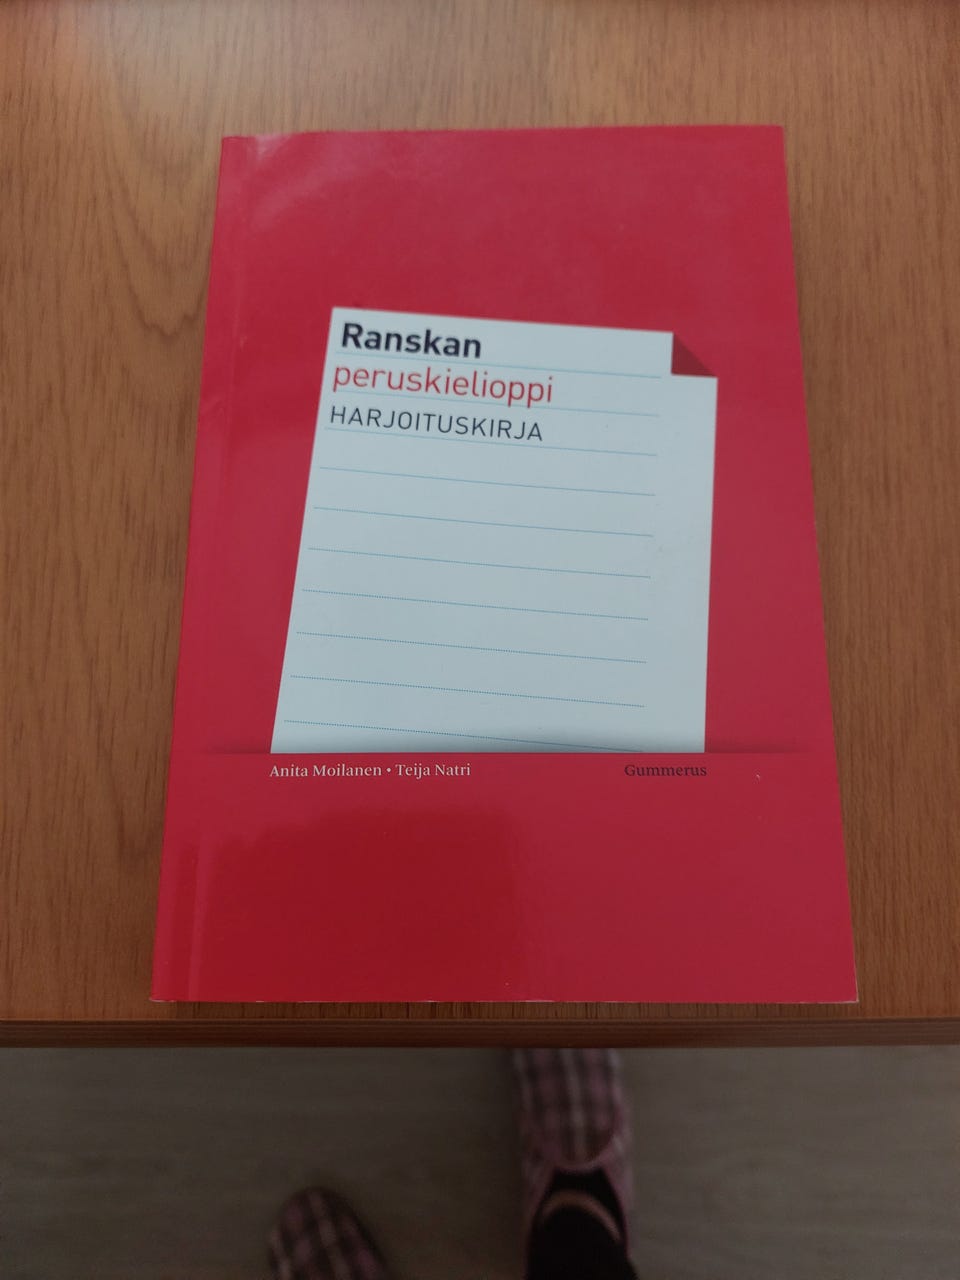 Ranskan
peruskielioppi
HARJOITUSKIRJA
Anita Moilanen • Teija Natri
Gummerus